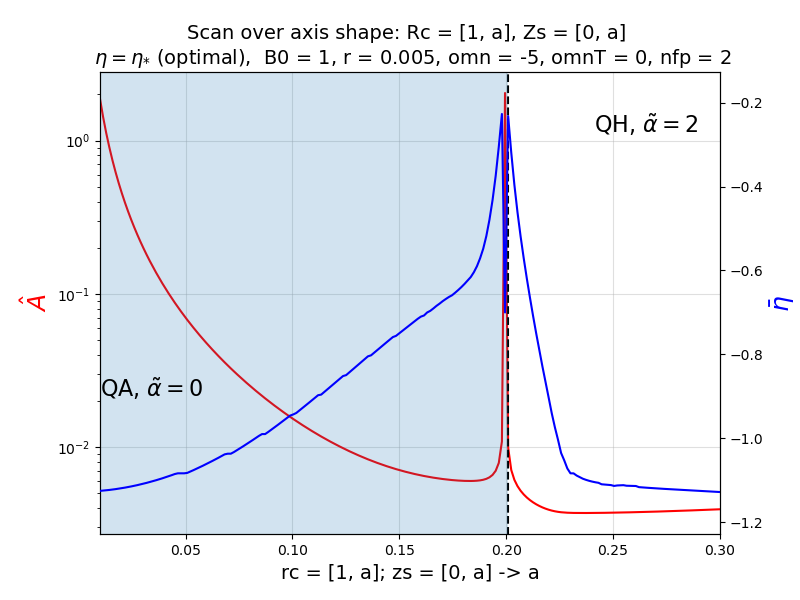 Scan over axis shape: Rc = [1, a], Zs = [0, a]
η = η* (optimal),  B0 = 1, r = 0.005, omn = -5, omnT = 0, nfp = 2
QH, α̃ = 2
QA, α̃ = 0
10⁰
10⁻¹
10⁻²
Â
−0.2
−0.4
−0.6
−0.8
−1.0
−1.2
η̄
0.05
0.10
0.15
0.20
0.25
0.30
rc = [1, a]; zs = [0, a] -> a